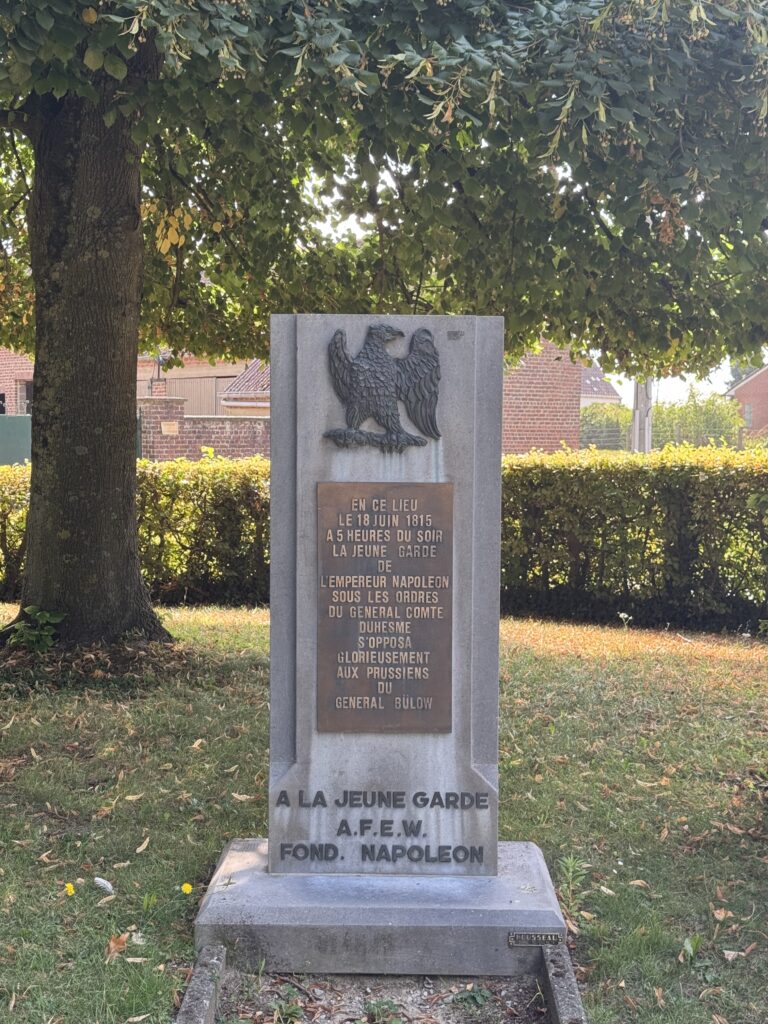 EN CE LIEU
LE 18 JUIN 1815
A 5 HEURES DU SOIR
LA JEUNE GARDE
DE
L'EMPEREUR NAPOLEON
SOUS LES ORDRES
DU GENERAL COMTE
DUHESME
S'OPPOSA
GLORIEUSEMENT
AUX PRUSSIENS
DU
GENERAL BÜLOW
A LA JEUNE GARDE
A.F.E.W.
FOND. NAPOLEON